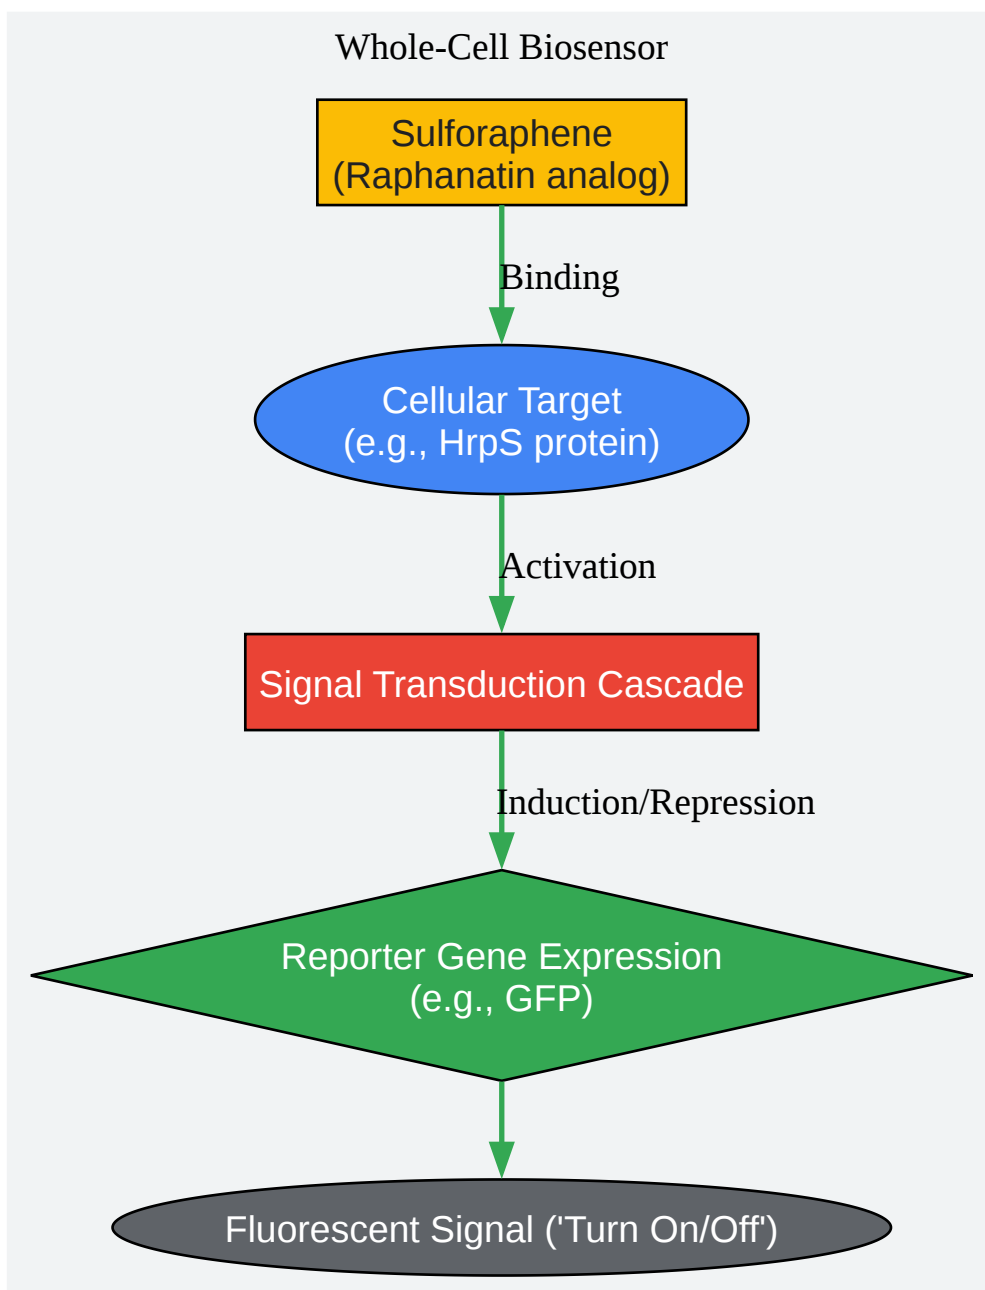 Whole-Cell Biosensor
Sulforaphene
(Raphanatin analog)
Binding
Cellular Target
(e.g., HrpS protein)
Activation
Signal Transduction Cascade
Induction/Repression
Reporter Gene Expression
(e.g., GFP)
Fluorescent Signal ('Turn On/Off')